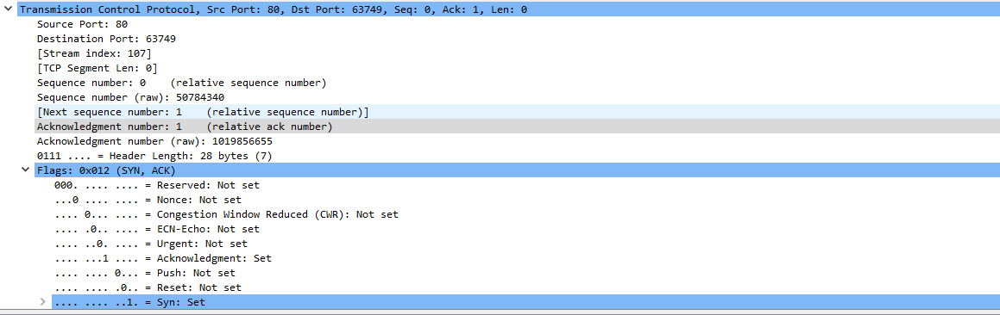 Transmission Control Protocol, Src Port: 80, Dst Port: 63749, Seq: 0, Ack: 1, Len: 0
Source Port: 80
Destination Port: 63749
[Stream index: 107]
[TCP Segment Len: 0]
Sequence number: 0    (relative sequence number)
Sequence number (raw): 50784340
[Next sequence number: 1    (relative sequence number)]
Acknowledgment number: 1    (relative ack number)
Acknowledgment number (raw): 1019856655
0111 .... = Header Length: 28 bytes (7)
Flags: 0x012 (SYN, ACK)
000. .... .... = Reserved: Not set
...0 .... .... = Nonce: Not set
.... 0... .... = Congestion Window Reduced (CWR): Not set
.... .0.. .... = ECN-Echo: Not set
.... ..0. .... = Urgent: Not set
.... ...1 .... = Acknowledgment: Set
.... .... 0... = Push: Not set
.... .... .0.. = Reset: Not set
.... .... ..1. = Syn: Set